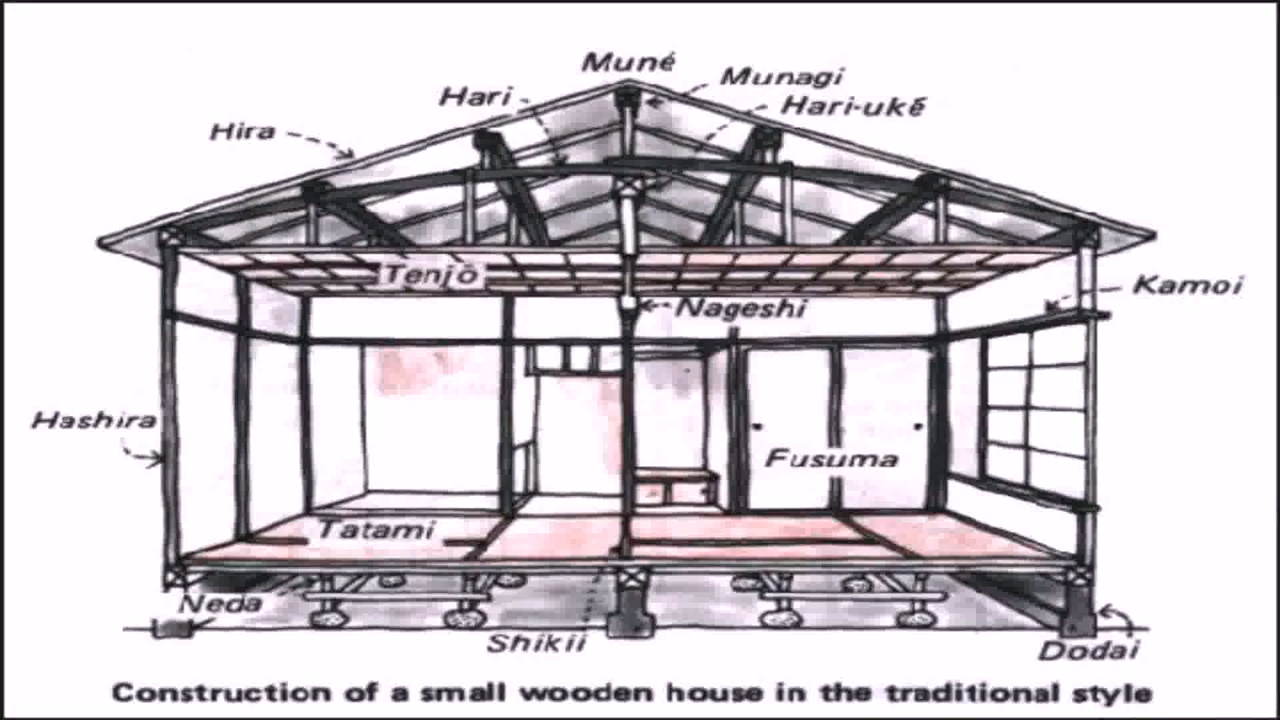 Muné
Munagi
Hari
Hari-uké
Hira
Tenjō
Kamoi
Nageshi
Hashira
Fusuma
Tatami
Neda
Shikii
Dodai
Construction of a small wooden house in the traditional style